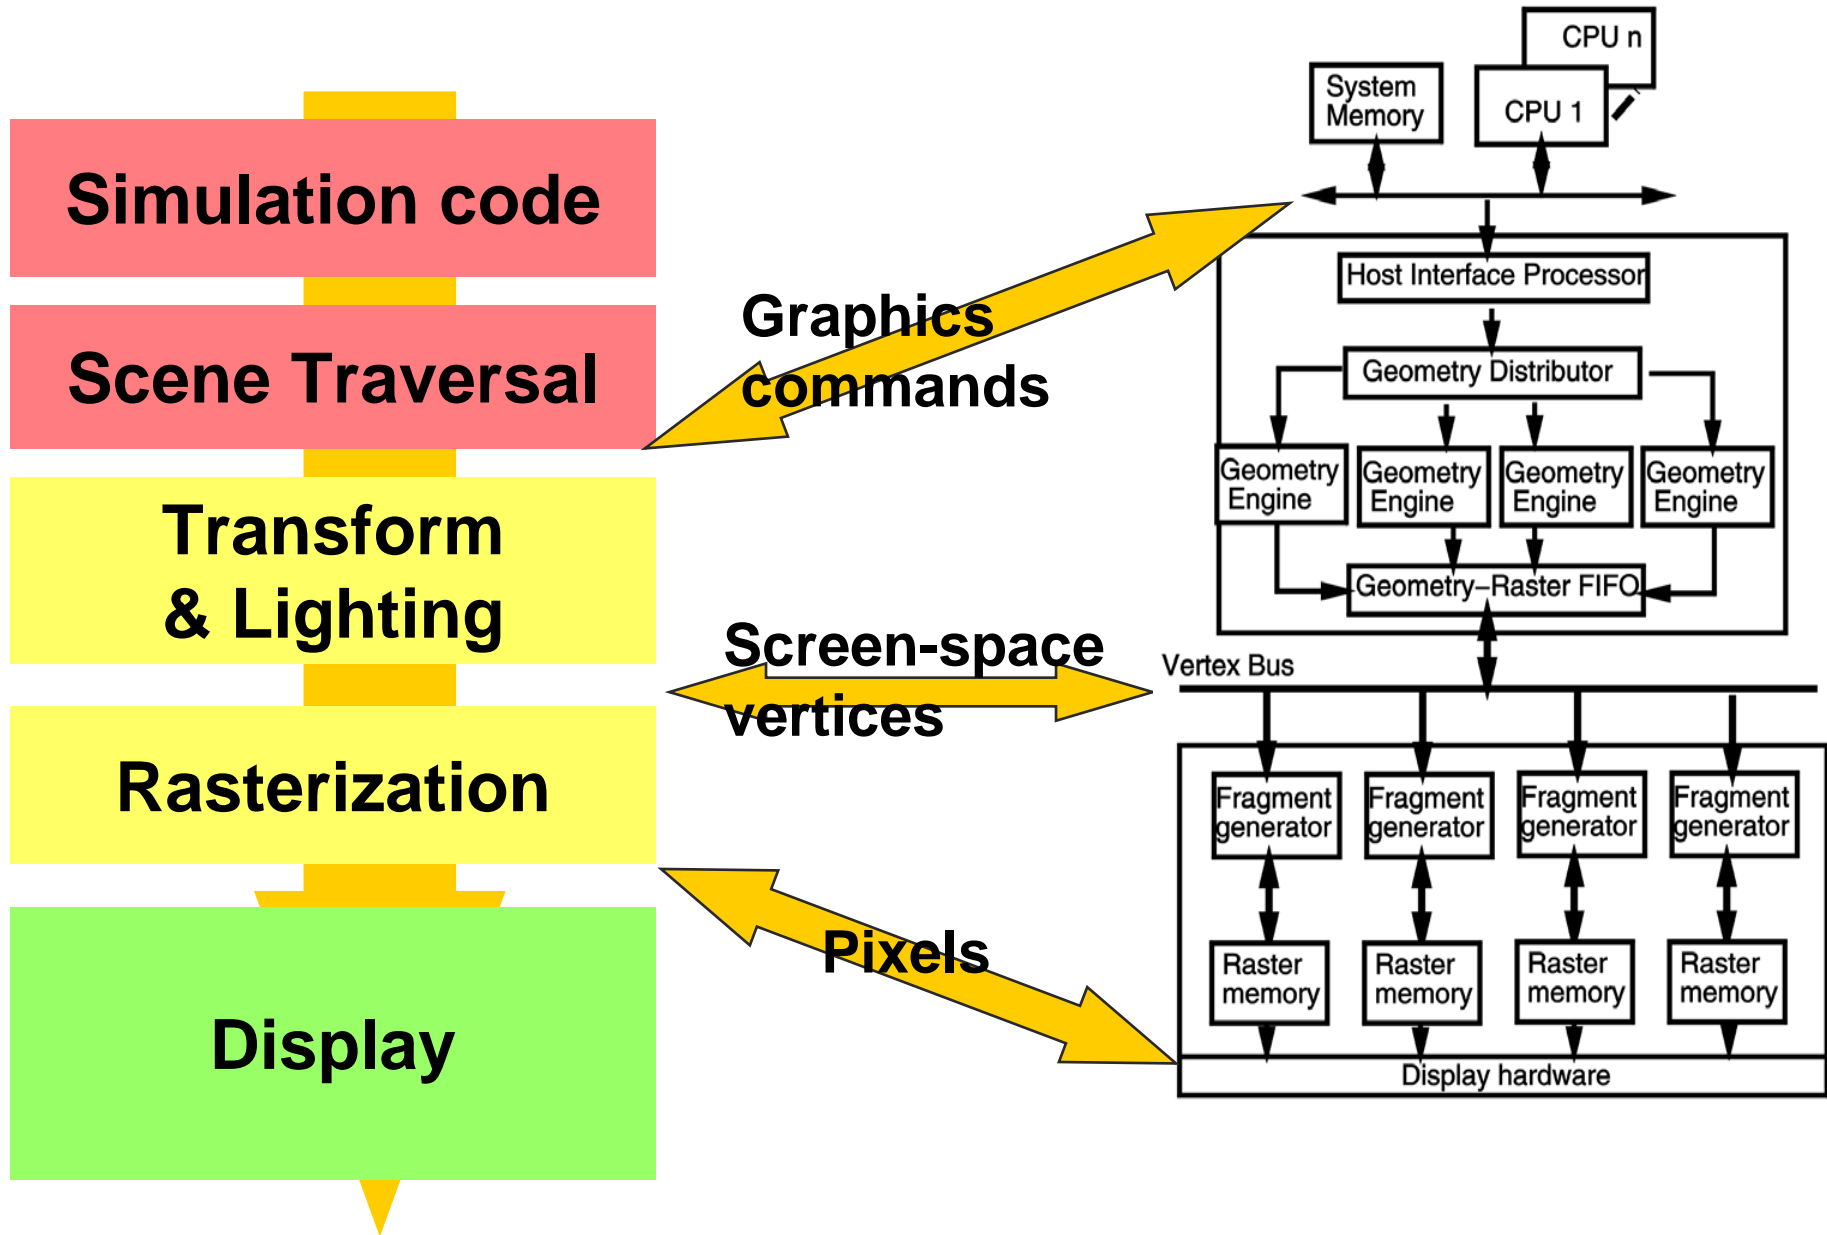 Simulation code
Scene Traversal
Transform
& Lighting
Rasterization
Display
Graphics
commands
Screen-space
vertices
Pixels
CPU n
System
Memory
CPU 1
Host Interface Processor
Geometry Distributor
Geometry
Engine
Geometry
Engine
Geometry
Engine
Geometry
Engine
Geometry–Raster FIFO
Vertex Bus
Fragment
generator
Fragment
generator
Fragment
generator
Fragment
generator
Raster
memory
Raster
memory
Raster
memory
Raster
memory
Display hardware